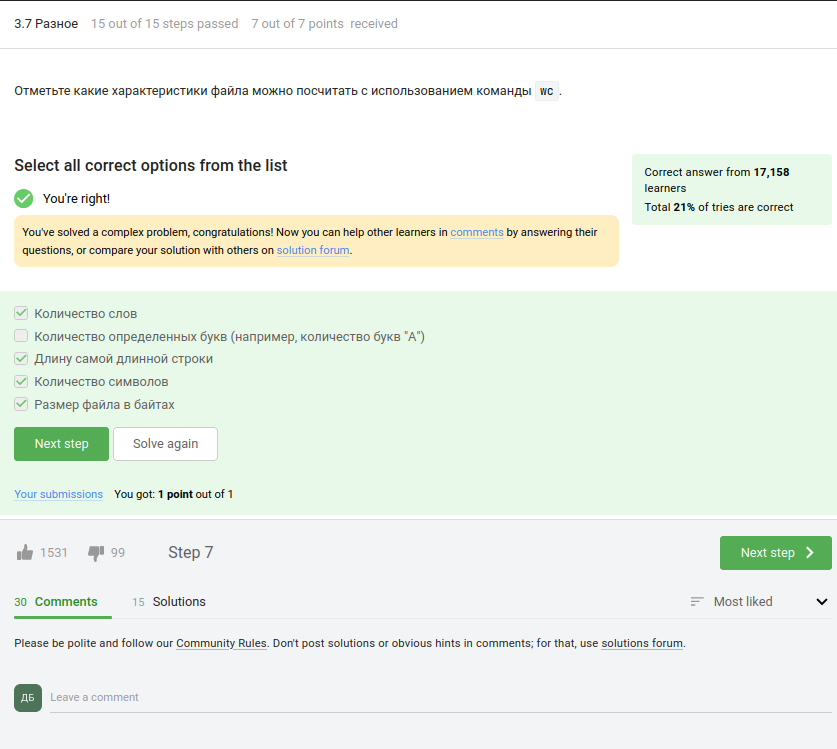 3.7 Разное 15 out of 15 steps passed 7 out of 7 points received
Отметьте какие характеристики файла можно посчитать с использованием команды wc.
Select all correct options from the list
You're right!
You've solved a complex problem, congratulations! Now you can help other learners in comments by answering their
questions, or compare your solution with others on solution forum.
Correct answer from 17,158
learners
Total 21% of tries are correct
Количество слов
Количество определенных букв (например, количество букв "A")
Длину самой длинной строки
Количество символов
Размер файла в байтах
Next step Solve again
Your submissions You got: 1 point out of 1
1531 99 Step 7 Next step
30 Comments 15 Solutions Most liked
Please be polite and follow our Community Rules. Don't post solutions or obvious hints in comments; for that, use solutions forum.
ДБ Leave a comment